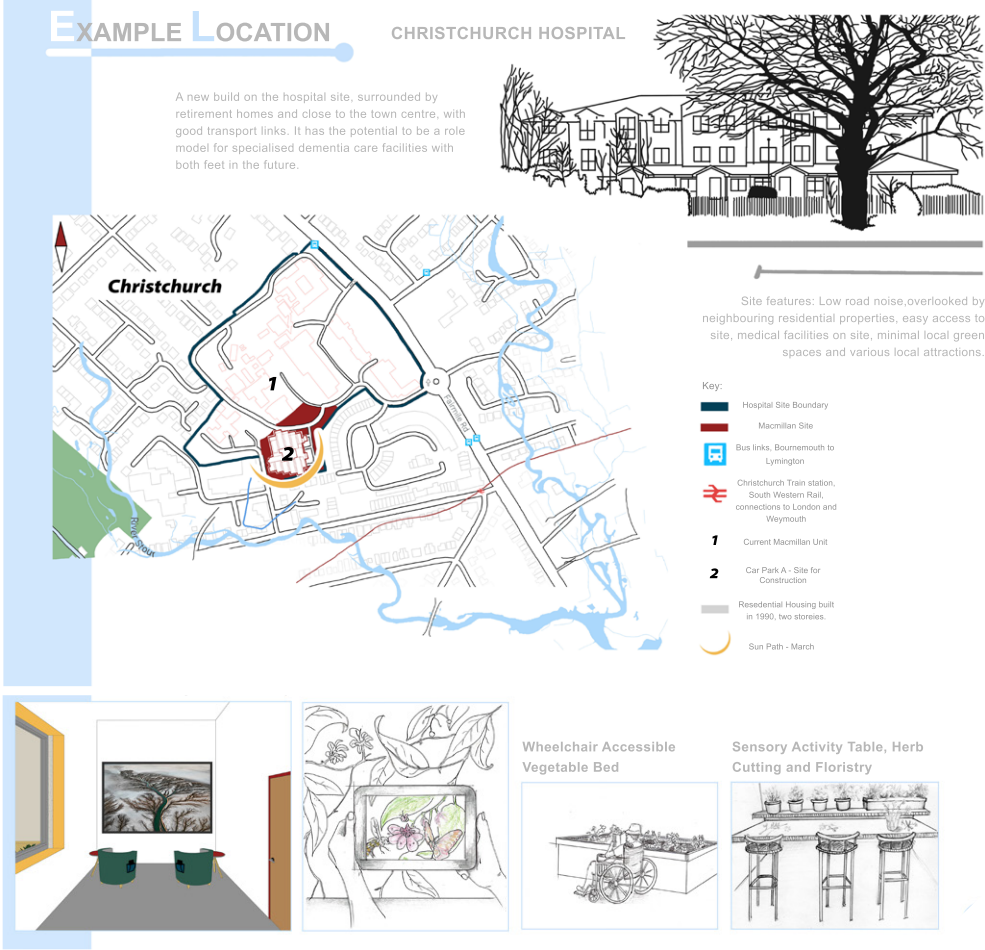 EXAMPLE LOCATION
CHRISTCHURCH HOSPITAL
A new build on the hospital site, surrounded by
retirement homes and close to the town centre, with
good transport links. It has the potential to be a role
model for specialised dementia care facilities with
both feet in the future.
Christchurch
1
2
Fairmile Rd
River Stour
Site features: Low road noise,overlooked by
neighbouring residential properties, easy access to
site, medical facilities on site, minimal local green
spaces and various local attractions.
Key:
Hospital Site Boundary
Macmillan Site
Bus links, Bournemouth to
Lymington
Christchurch Train station,
South Western Rail,
connections to London and
Weymouth
1 Current Macmillan Unit
2 Car Park A - Site for
Construction
Resedential Housing built
in 1990, two storeies.
Sun Path - March
Wheelchair Accessible
Vegetable Bed
Sensory Activity Table, Herb
Cutting and Floristry